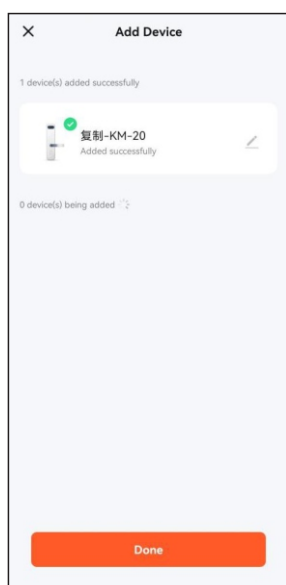 Add Device
1 device(s) added successfully
复制-KM-20
Added successfully
0 device(s) being added
Done